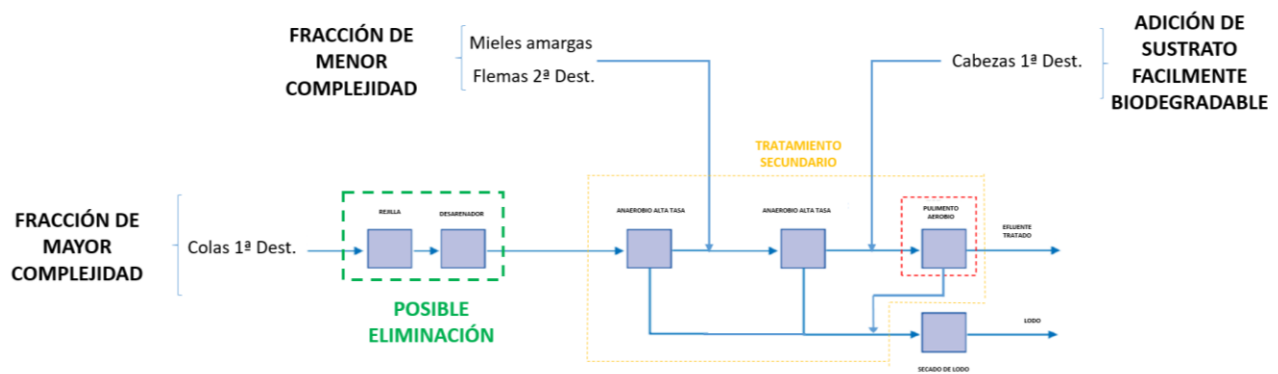 FRACCIÓN DE
MENOR
COMPLEJIDAD
Mieles amargas
Flemas 2ª Dest.
Cabezas 1ª Dest.
ADICIÓN DE
SUSTRATO
FACILMENTE
BIODEGRADABLE
TRATAMIENTO
SECUNDARIO
FRACCIÓN DE
MAYOR
COMPLEJIDAD
Colas 1ª Dest.
REJILLA
DESARENADOR
POSIBLE
ELIMINACIÓN
ANAEROBIO ALTA TASA
ANAEROBIO ALTA TASA
PULIMENTO
AEROBIO
EFLUENTE
TRATADO
LODO
SECADO DE LODO